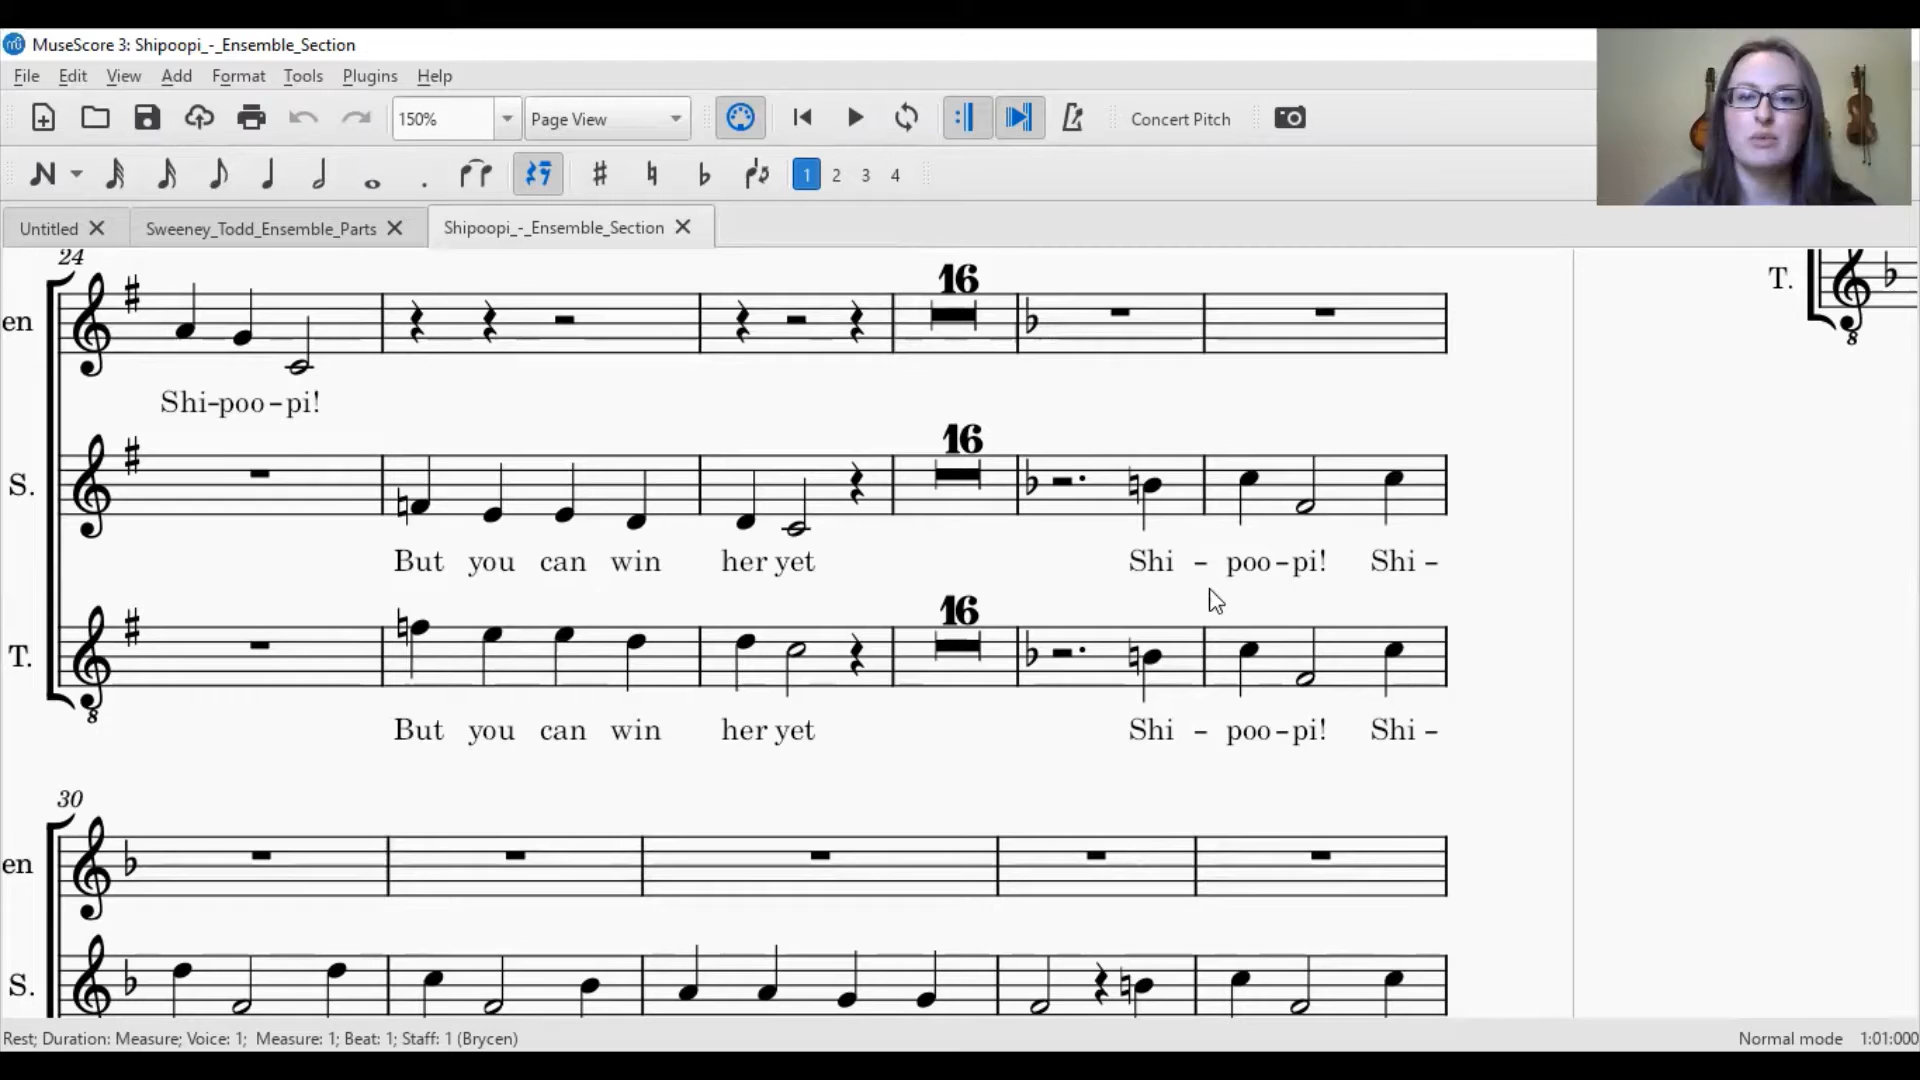 MuseScore 3: Shipoopi_-_Ensemble_Section
File Edit View Add Format Tools Plugins Help
150% Page View Concert Pitch
1 2 3 4
Untitled Sweeney_Todd_Ensemble_Parts Shipoopi_-_Ensemble_Section
24
16
en
T.
8
Shi-poo-pi!
16
S.
But you can win her yet Shi - poo-pi! Shi -
16
T.
8
But you can win her yet Shi - poo-pi! Shi -
30
en
S.
Rest; Duration: Measure; Voice: 1; Measure: 1; Beat: 1; Staff: 1 (Brycen) Normal mode 1:01:000